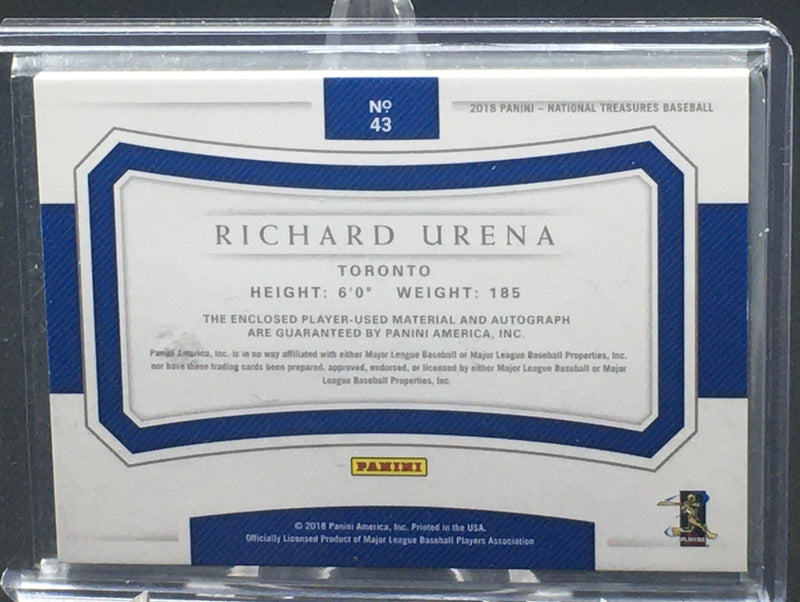 Nº
43
2018 PANINI – NATIONAL TREASURES BASEBALL
RICHARD URENA
TORONTO
HEIGHT: 6'0" WEIGHT: 185
THE ENCLOSED PLAYER-USED MATERIAL AND AUTOGRAPH
ARE GUARANTEED BY PANINI AMERICA, INC.
Panini America, Inc. is in no way affiliated with either Major League Baseball or Major League Baseball Properties, Inc.
nor have these trading cards been prepared, approved, endorsed, or licensed by either Major League Baseball or Major
League Baseball Properties, Inc.
PANINI
© 2018 Panini America, Inc. Printed in the USA.
Officially Licensed Product of Major League Baseball Players Association
PLAYERS